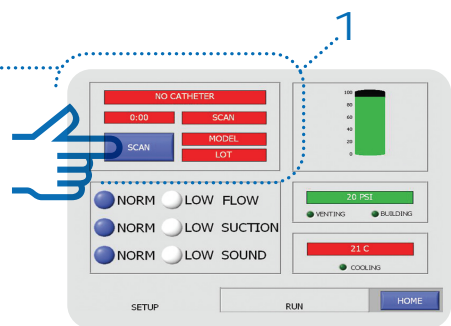 1
NO CATHETER
0:00 SCAN
SCAN MODEL
LOT
100
80
60
40
20
0
NORM LOW FLOW
NORM LOW SUCTION
NORM LOW SOUND
20 PSI
VENTING BUILDING
21 C
COOLING
SETUP RUN HOME